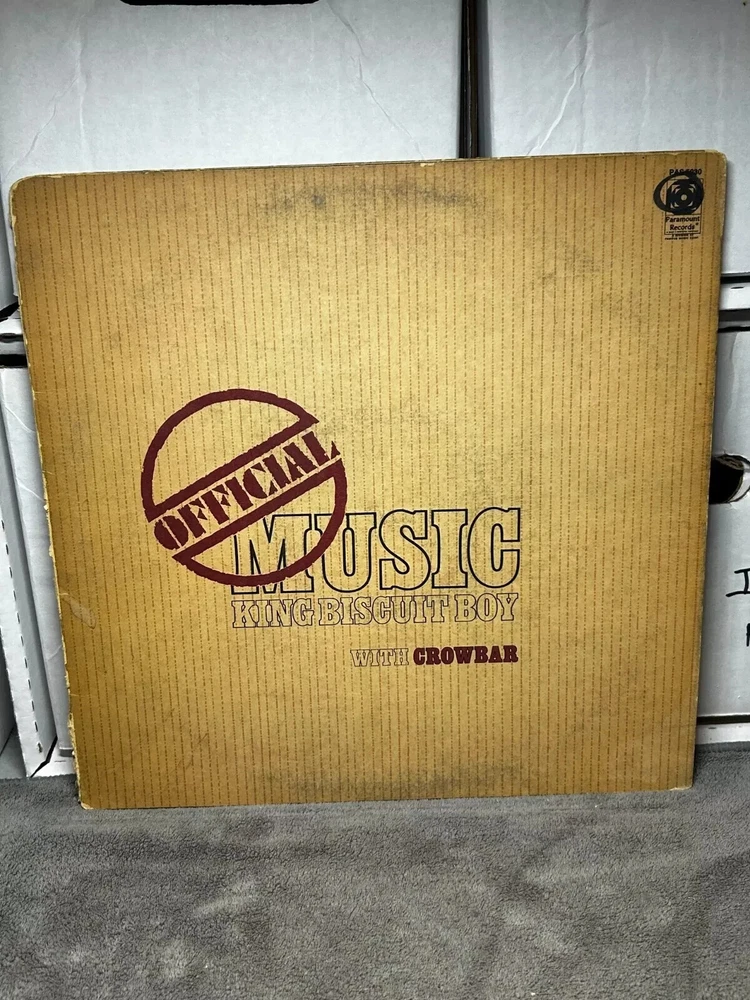 Paramount
Records
OFFICIAL
MUSIC
KING BISCUIT BOY
WITH CROWBAR